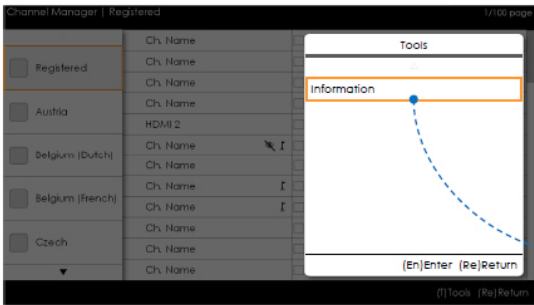 Channel Manager | Registered
1/100 page
Registered
Austria
Belgium (Dutch)
Belgium (French)
Czech
Ch. Name
Ch. Name
Ch. Name
Ch. Name
HDMI 2
Ch. Name
Ch. Name
Ch. Name
Ch. Name
Ch. Name
Ch. Name
Ch. Name
Tools
Information
(En)Enter (Re)Return
(T)Tools (Re)Return